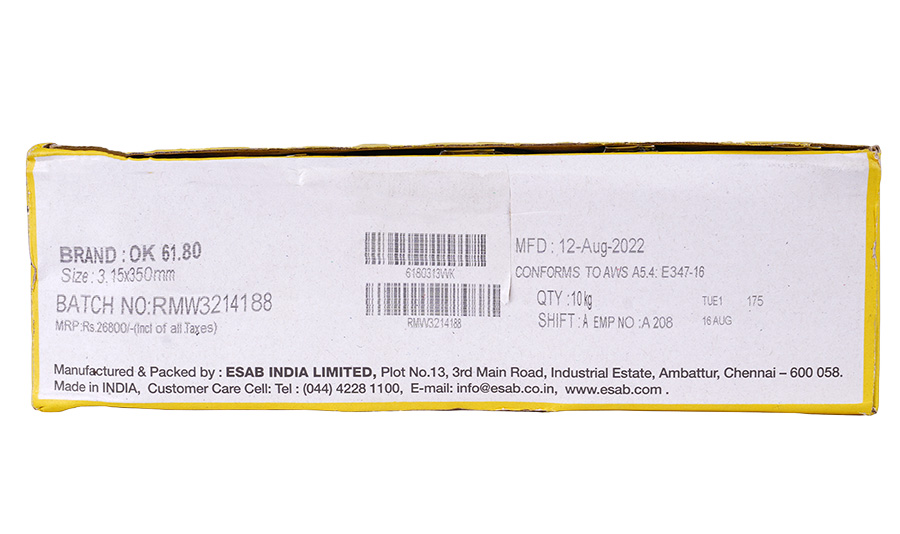 BRAND : OK 61.80
Size : 3.15x350mm
BATCH NO:RMW3214188
MRP:Rs.26800/-(Incl of all Taxes)
6180313WK
RMW3214188
MFD : 12-Aug-2022
CONFORMS TO AWS A5.4: E347-16
QTY :10kg TUE1 175
SHIFT : A EMP NO : A 208 16 AUG
Manufactured & Packed by : ESAB INDIA LIMITED, Plot No.13, 3rd Main Road, Industrial Estate, Ambattur, Chennai – 600 058.
Made in INDIA, Customer Care Cell: Tel : (044) 4228 1100, E-mail: info@esab.co.in, www.esab.com .